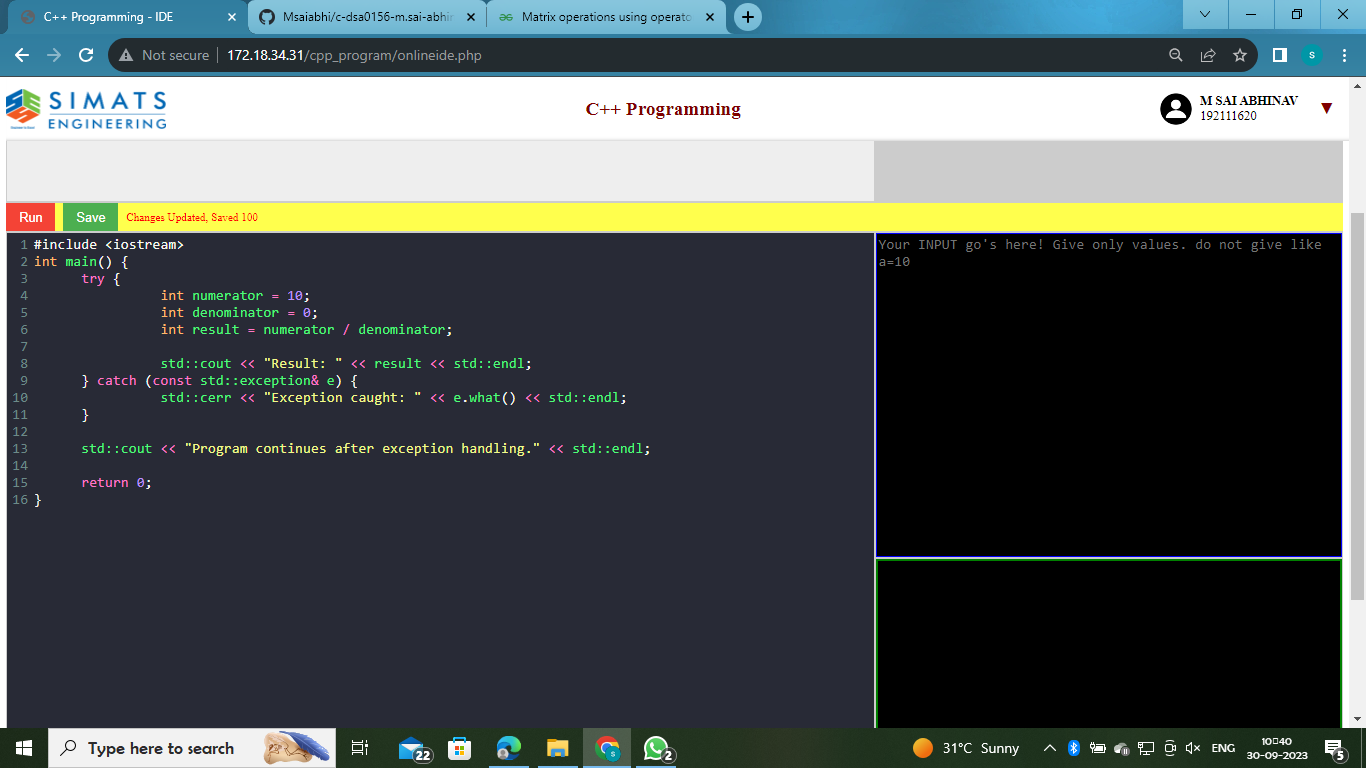 C++ Programming - IDE
Msaiabhi/c-dsa0156-m.sai-abhin
Matrix operations using operato
Not secure
172.18.34.31/cpp_program/onlineide.php
S
SIMATS
ENGINEERING
C++ Programming
M SAI ABHINAV
192111620
Run
Save
Changes Updated, Saved 100
1 #include <iostream>
2 int main() {
3 try {
4 int numerator = 10;
5 int denominator = 0;
6 int result = numerator / denominator;
7
8 std::cout << "Result: " << result << std::endl;
9 } catch (const std::exception& e) {
10 std::cerr << "Exception caught: " << e.what() << std::endl;
11 }
12
13 std::cout << "Program continues after exception handling." << std::endl;
14
15 return 0;
16 }
Your INPUT go's here! Give only values. do not give like
a=10
Type here to search
22
2
31°C Sunny
ENG
10:40
30-09-2023
5